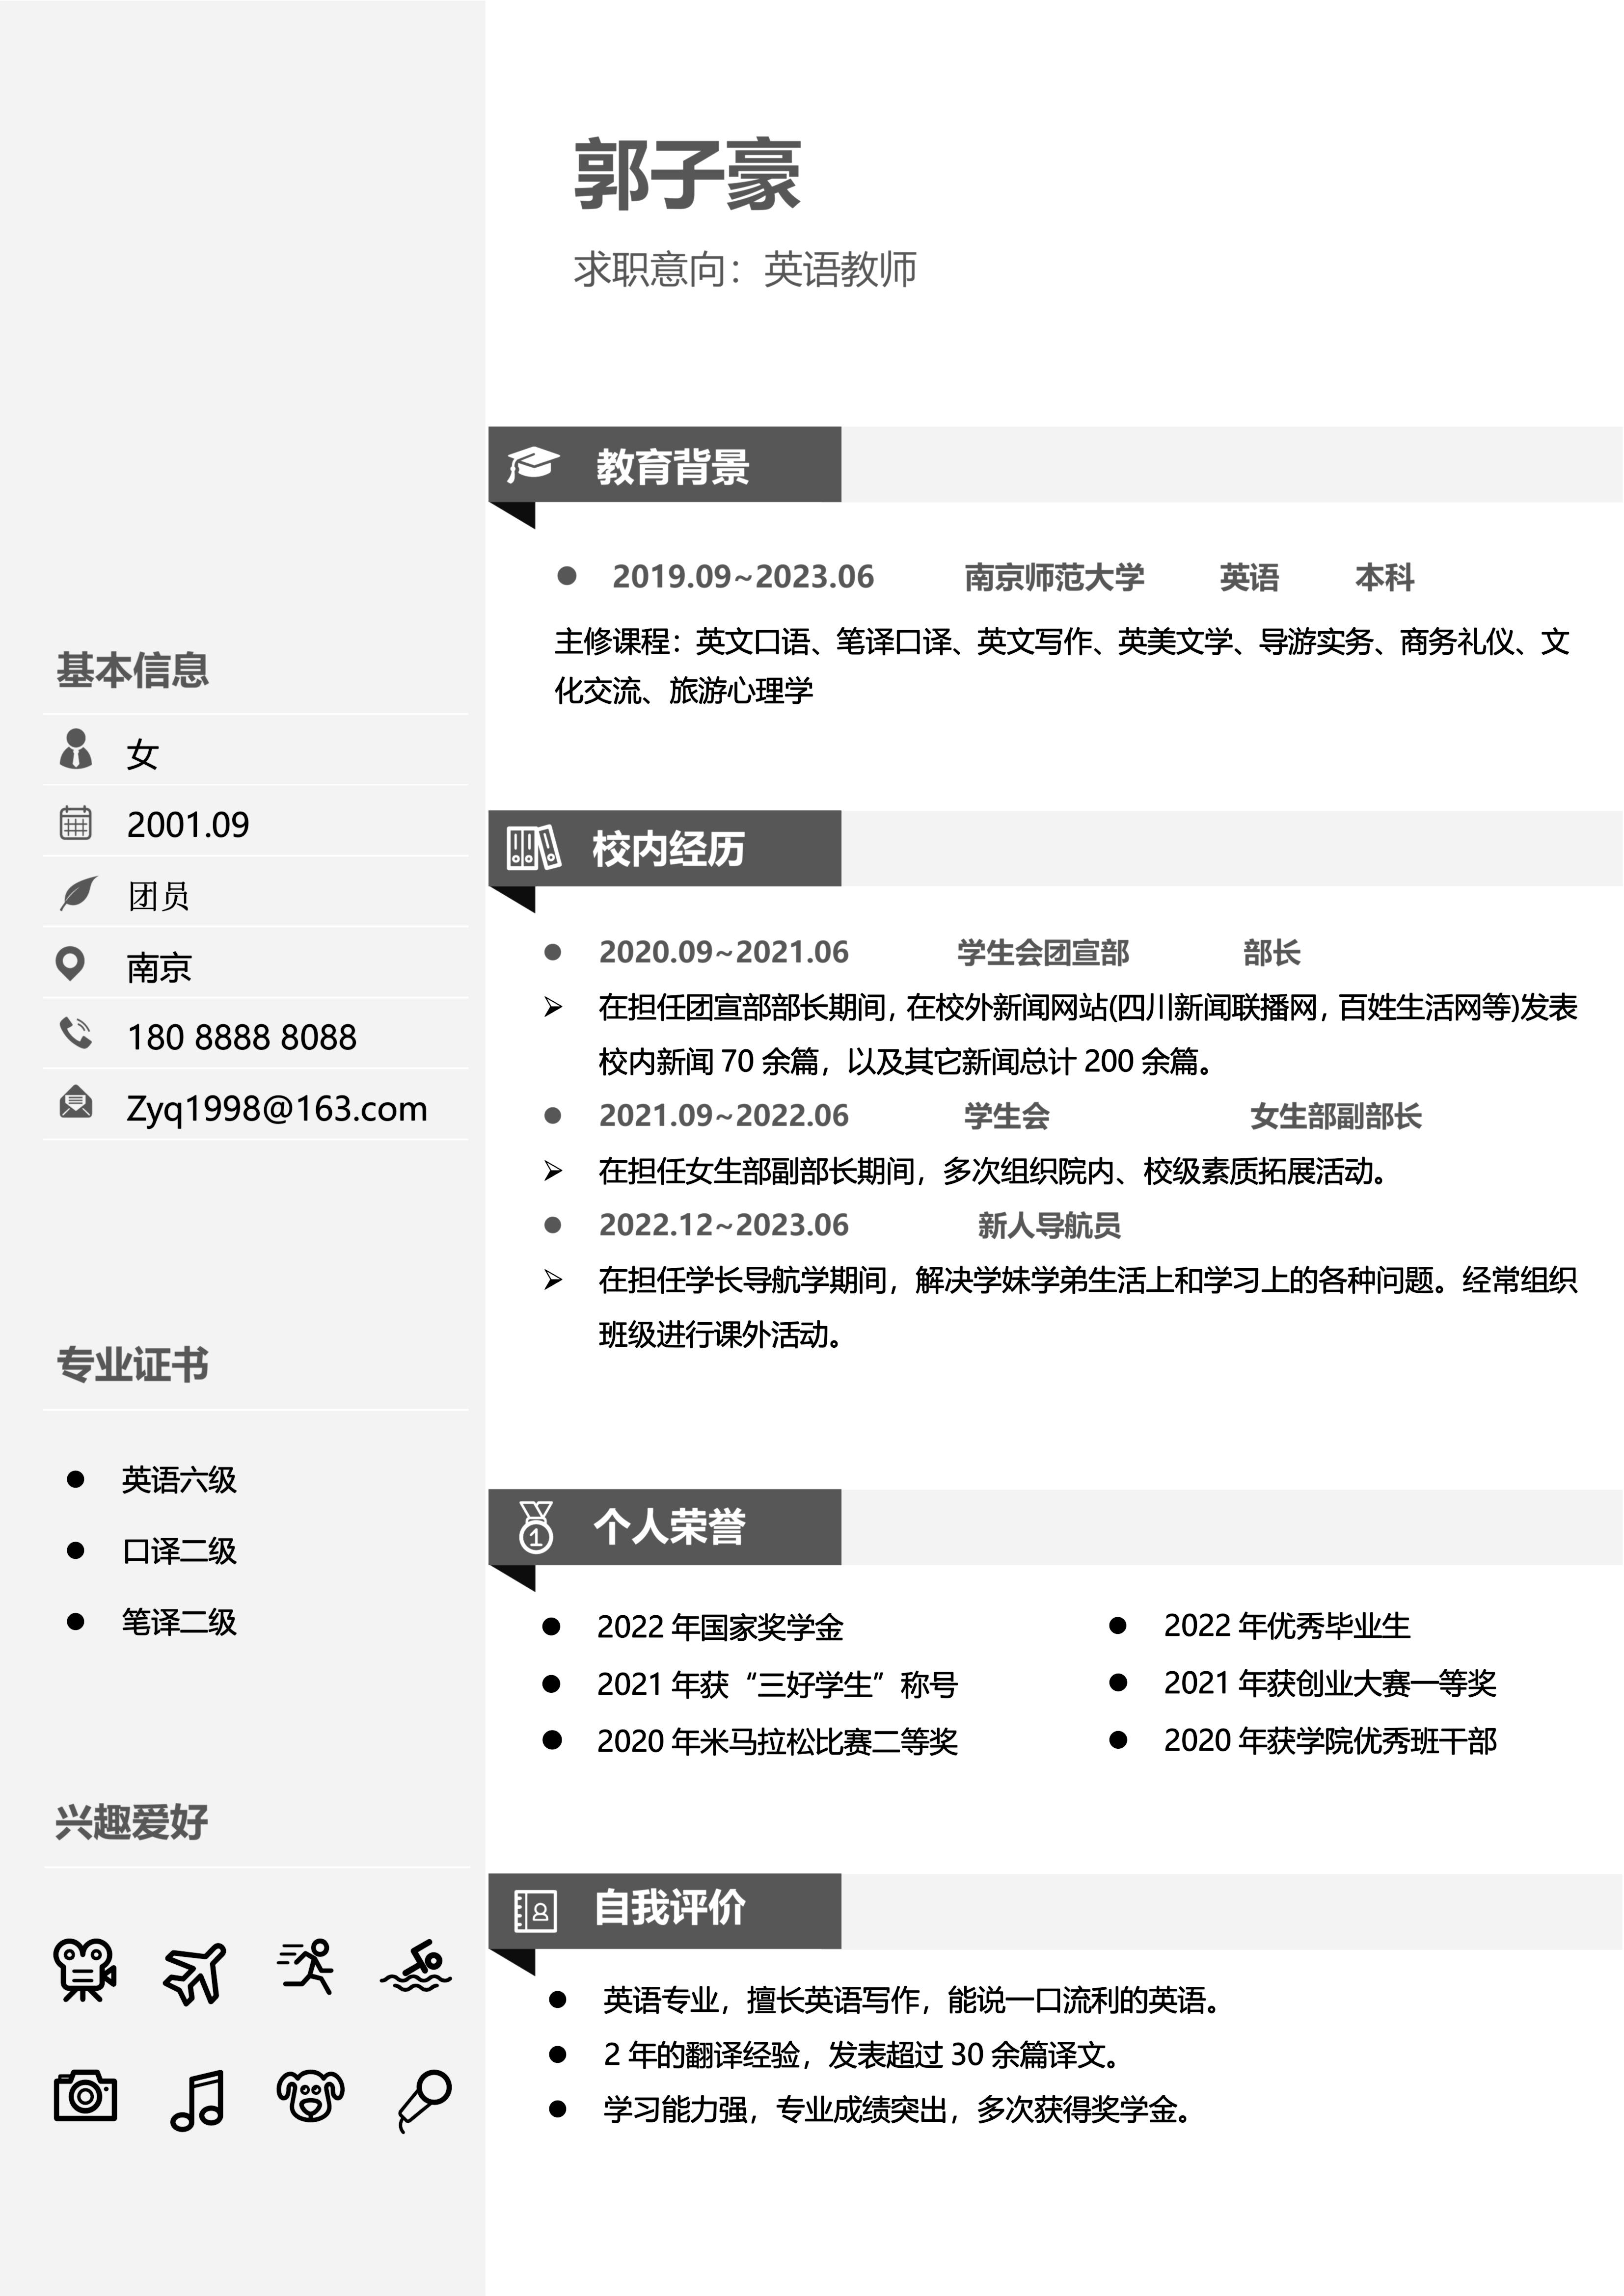 郭子豪
求职意向：英语教师
基本信息
女
2001.09
团员
南京
180 8888 8088
Zyq1998@163.com
专业证书
英语六级
口译二级
笔译二级
兴趣爱好
教育背景
2019.09~2023.06 南京师范大学 英语 本科
主修课程：英文口语、笔译口译、英文写作、英美文学、导游实务、商务礼仪、文
化交流、旅游心理学
校内经历
2020.09~2021.06 学生会团宣部 部长
在担任团宣部部长期间，在校外新闻网站(四川新闻联播网，百姓生活网等)发表
校内新闻 70 余篇，以及其它新闻总计 200 余篇。
2021.09~2022.06 学生会 女生部副部长
在担任女生部副部长期间，多次组织院内、校级素质拓展活动。
2022.12~2023.06 新人导航员
在担任学长导航学期间，解决学妹学弟生活上和学习上的各种问题。经常组织
班级进行课外活动。
个人荣誉
2022 年国家奖学金 2022 年优秀毕业生
2021 年获“三好学生”称号 2021 年获创业大赛一等奖
2020 年米马拉松比赛二等奖 2020 年获学院优秀班干部
自我评价
英语专业，擅长英语写作，能说一口流利的英语。
2 年的翻译经验，发表超过 30 余篇译文。
学习能力强，专业成绩突出，多次获得奖学金。